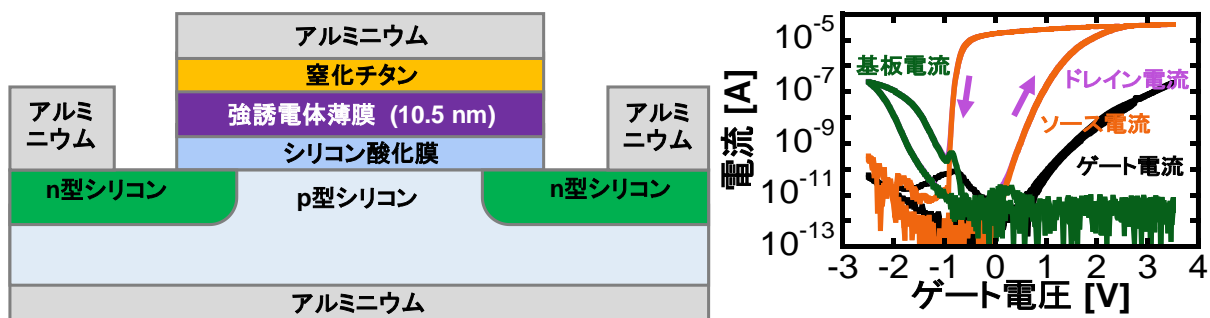 アルミニウム
窒化チタン
アルミ
ニウム
強誘電体薄膜 (10.5 nm)
アルミ
ニウム
シリコン酸化膜
n型シリコン
p型シリコン
n型シリコン
アルミニウム
電流 [A]
10-5
10-7
10-9
10-11
10-13
基板電流
ドレイン電流
ソース電流
ゲート電流
-3 -2 -1 0 1 2 3 4
ゲート電圧 [V]